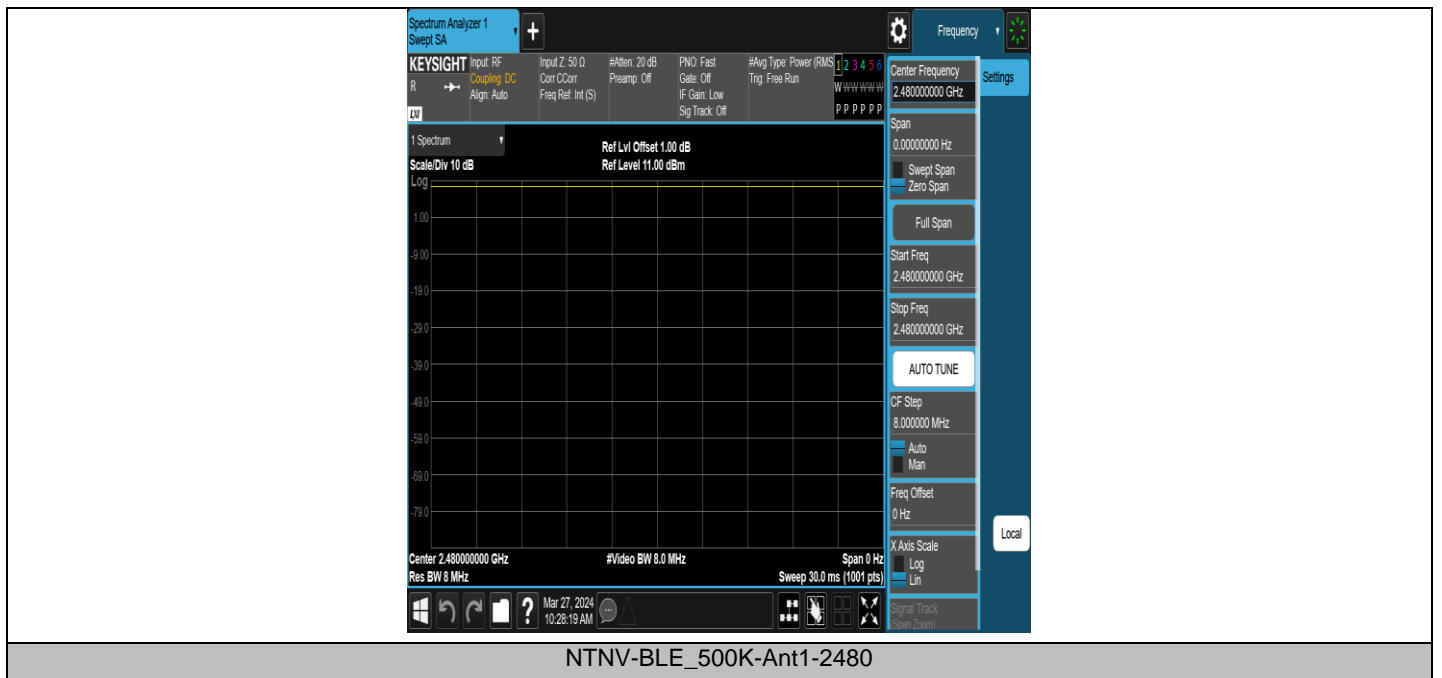 Spectrum Analyzer 1
Swept SA
+
Frequency
KEYSIGHT
R
LXI
Input: RF
Coupling: DC
Align: Auto
Input Z: 50 Ω
Corr CCorr
Freq Ref: Int (S)
#Atten: 20 dB
Preamp: Off
PNO: Fast
Gate: Off
IF Gain: Low
Sig Track: Off
#Avg Type: Power (RMS
Trig: Free Run
1 2 3 4 5 6
W W W W W W
P P P P P P
Center Frequency
2.480000000 GHz
Settings
Span
0.00000000 Hz
Swept Span
Zero Span
Full Span
Start Freq
2.480000000 GHz
Stop Freq
2.480000000 GHz
AUTO TUNE
CF Step
8.000000 MHz
Auto
Man
Freq Offset
0 Hz
X Axis Scale
Log
Lin
Signal Track
(Span Zoom)
Local
1 Spectrum
Scale/Div 10 dB
Ref Lvl Offset 1.00 dB
Ref Level 11.00 dBm
Log
1.00
-9.00
-19.0
-29.0
-39.0
-49.0
-59.0
-69.0
-79.0
Center 2.480000000 GHz
#Video BW 8.0 MHz
Span 0 Hz
Res BW 8 MHz
Sweep 30.0 ms (1001 pts)
?
Mar 27, 2024
10:28:19 AM
NTNV-BLE_500K-Ant1-2480